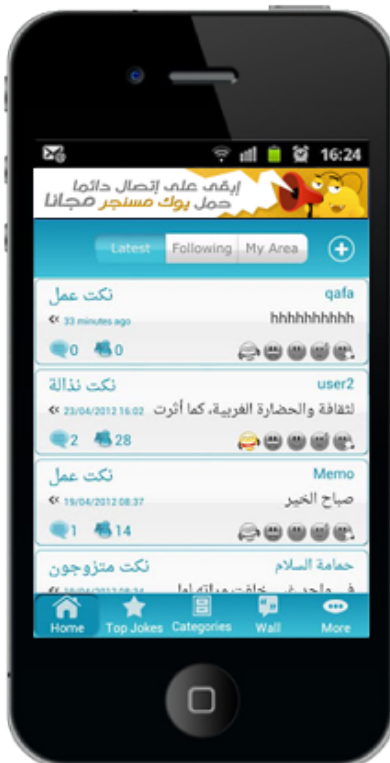 16:24
إبقى على إتصال دائما
حمل بوك مسنجر مجانا
Latest Following My Area
نكت عمل qafa
<< 33 minutes ago hhhhhhhhhh
0 0
نكت نذالة user2
<< 23/04/2012 16:02 لثقافة والحضارة الغربية، كما أثرت
2 28
نكت عمل Memo
<< 19/04/2012 08:37 صباح الخير
1 14
نكت متزوجون حمامة السلام
Home Top Jokes Categories Wall More